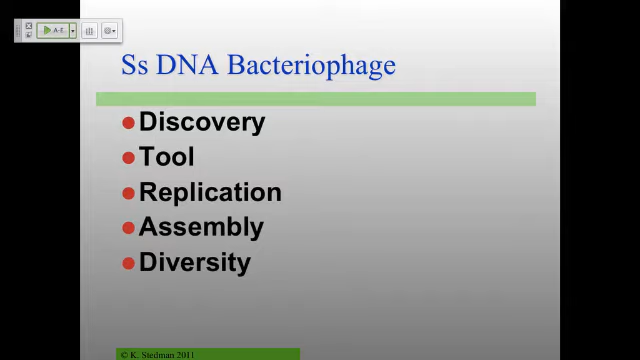 A-Z
Ss DNA Bacteriophage
Discovery
Tool
Replication
Assembly
Diversity
© K. Stedman 2011